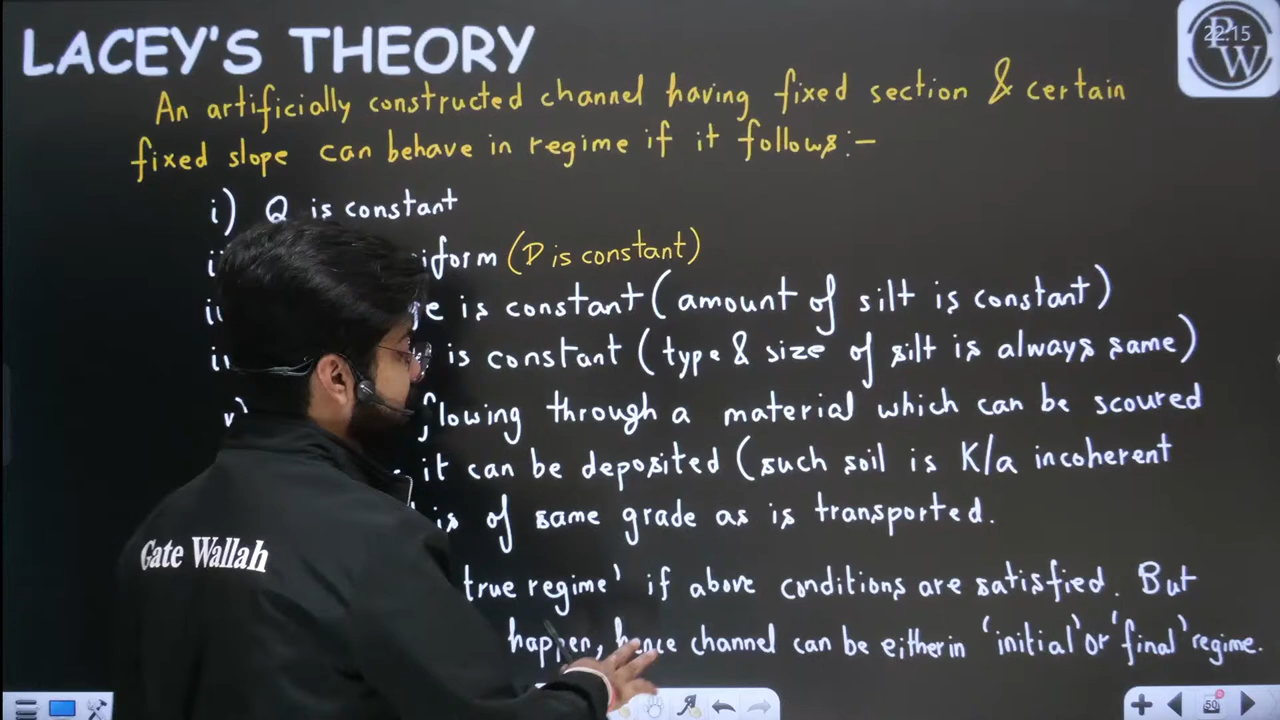 LACEY'S THEORY
22:15
PW
An artificially constructed channel having fixed section & certain
fixed slope can behave in regime if it follows:-
i) Q is constant
iform (D is constant)
e is constant (amount of silt is constant)
is constant (type & size of silt is always same)
v) flowing through a material which can be scoured
it can be deposited (such soil is K/a incoherent
is of same grade as is transported.
true regime' if above conditions are satisfied. But
happen, hence channel can be either in 'initial' or 'final' regime.
Gate Wallah
50